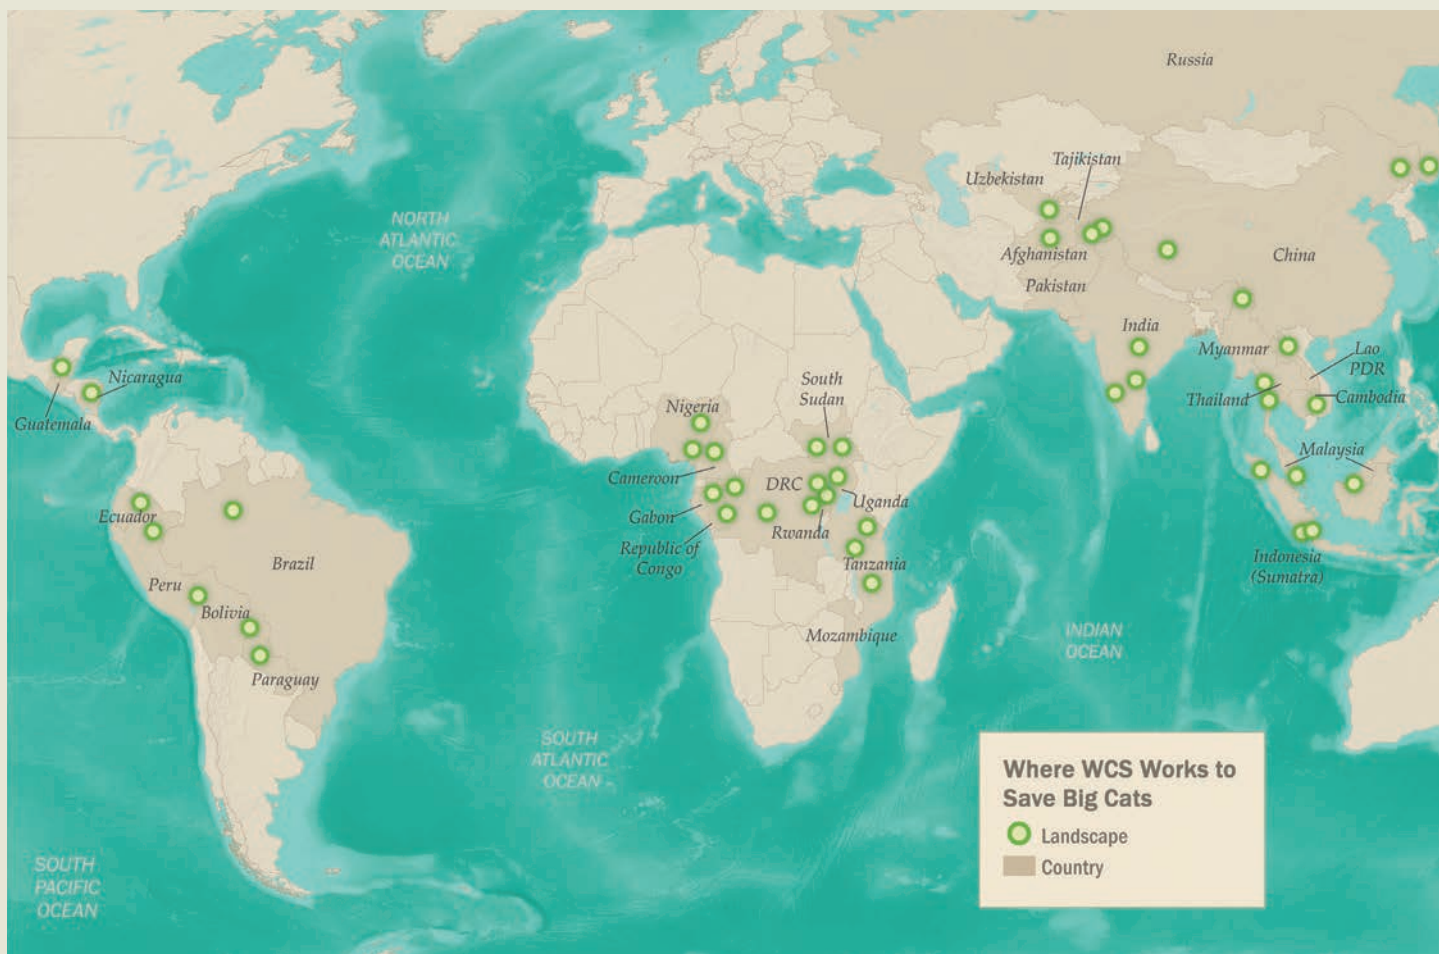 Russia
Tajikistan
Uzbekistan
NORTH
ATLANTIC
OCEAN
Afghanistan
China
Pakistan
India
Myanmar
Lao
PDR
Nicaragua
South
Sudan
Thailand
Cambodia
Guatemala
Nigeria
Malaysia
Cameroon
DRC
Uganda
Ecuador
Gabon
Rwanda
Republic of
Congo
Brazil
Tanzania
Indonesia
(Sumatra)
Peru
Bolivia
Mozambique
INDIAN
OCEAN
Paraguay
SOUTH
ATLANTIC
OCEAN
Where WCS Works to
Save Big Cats
Landscape
Country
SOUTH
PACIFIC
OCEAN